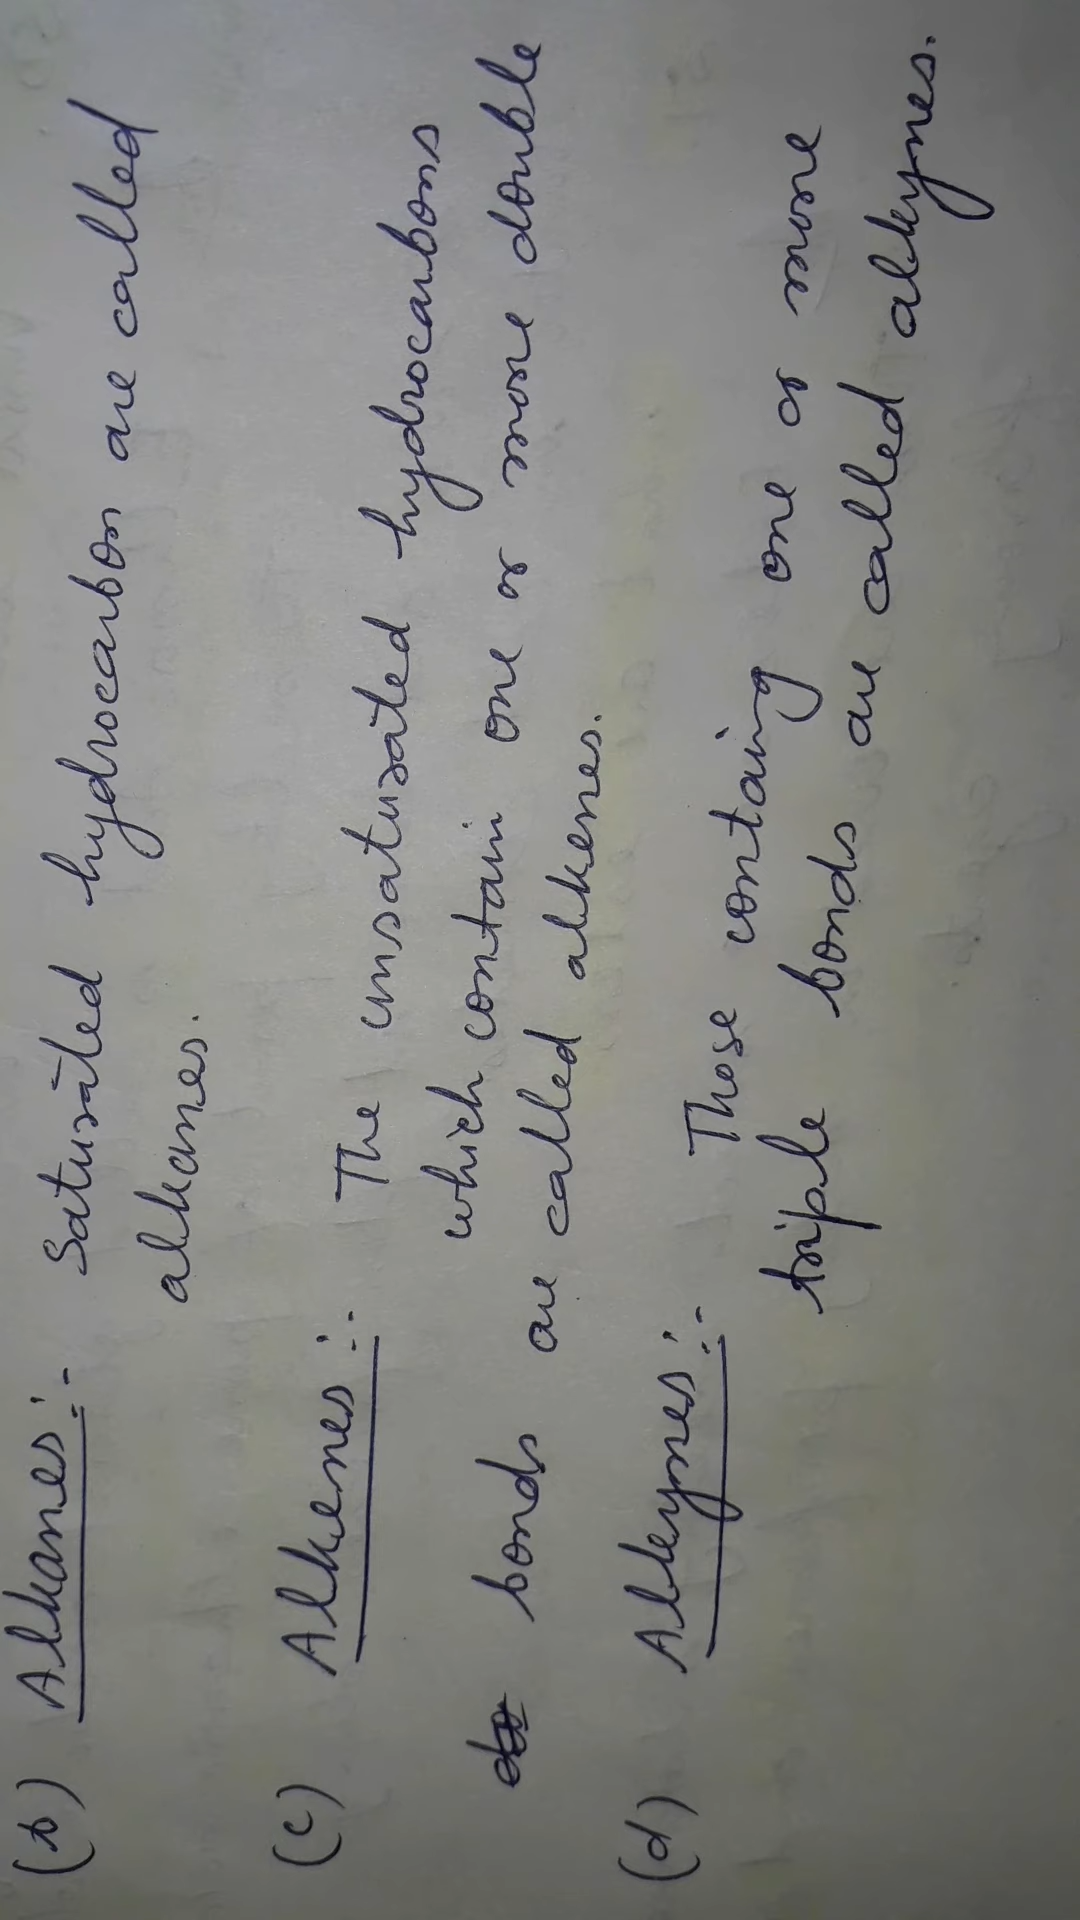 (b) Alkanes:- Saturated hydrocarbon are called
alkanes.
(c) Alkenes:- The unsaturated hydrocarbons
which contain one or more double
bonds are called alkenes.
(d) Alkynes:- Those containg one or more
triple bonds are called alkynes.